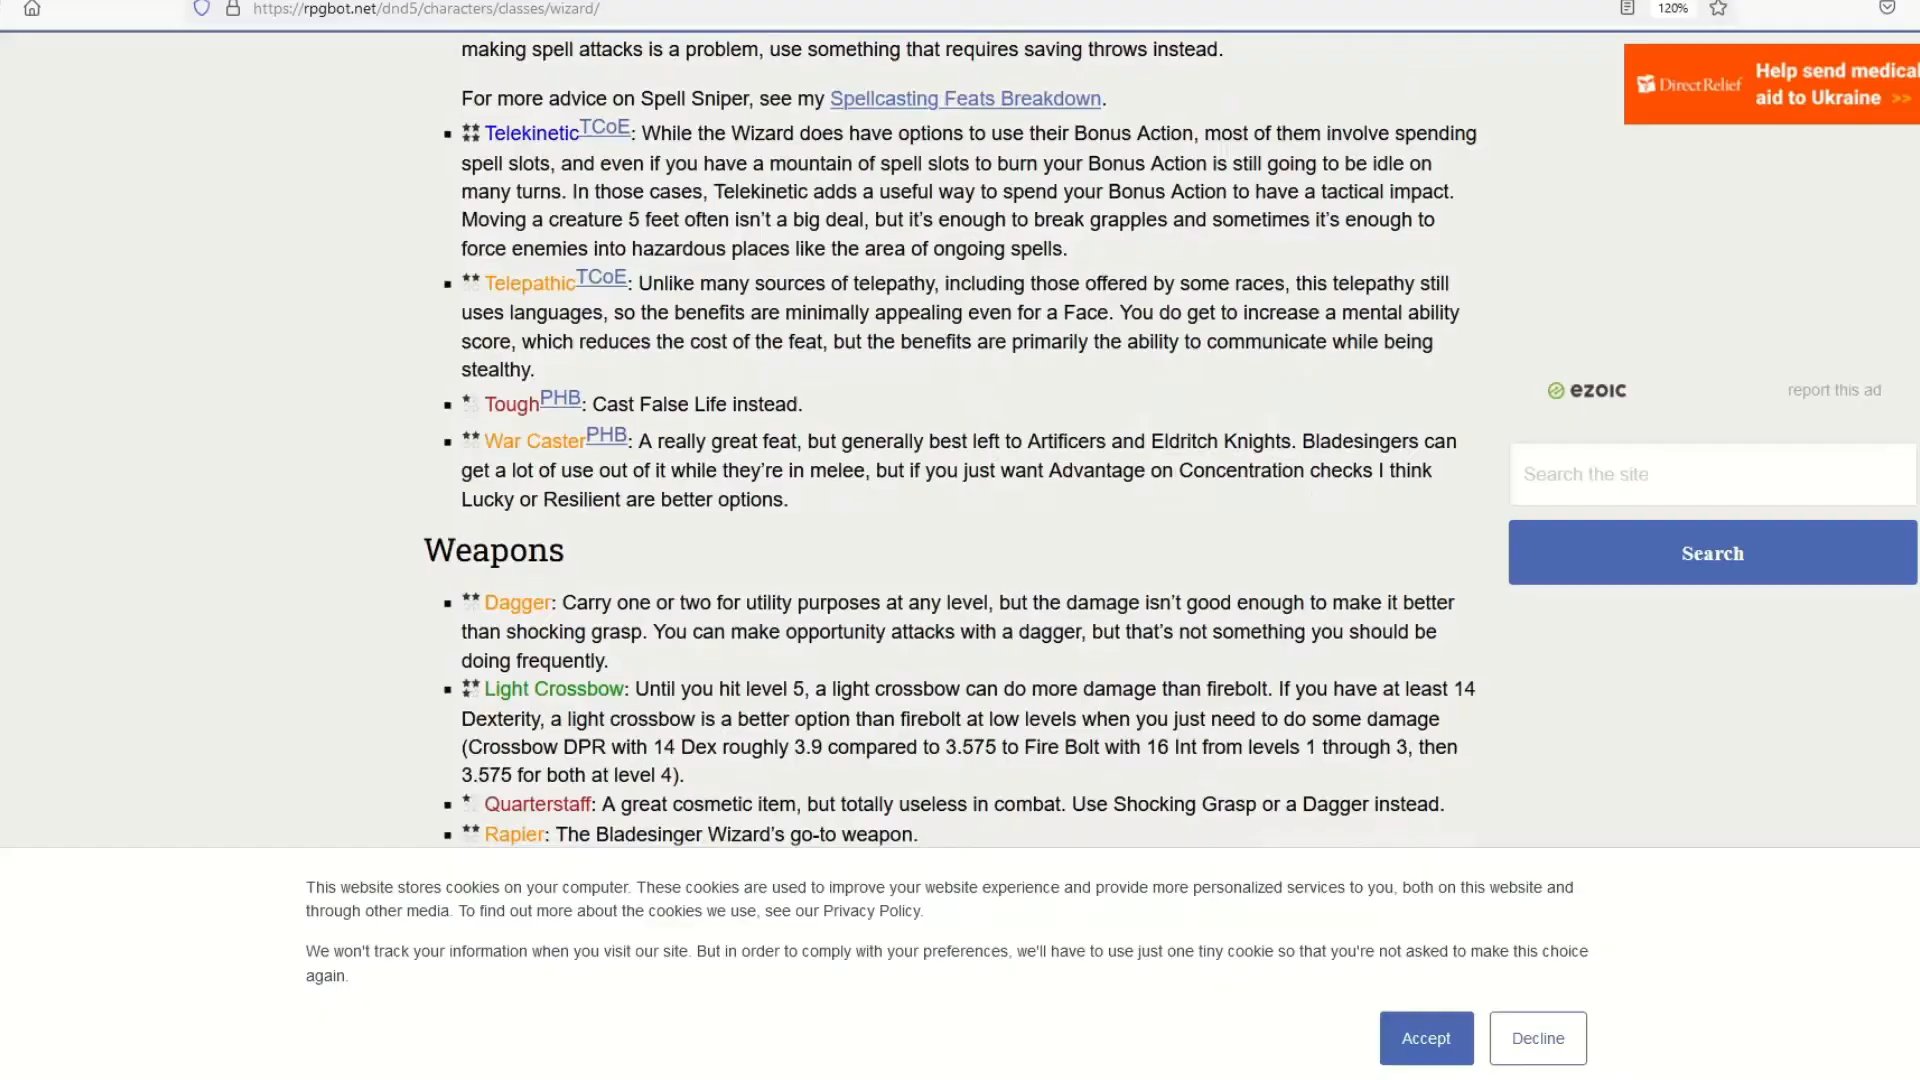 https://rpgbot.net/dnd5/characters/classes/wizard/
120%
making spell attacks is a problem, use something that requires saving throws instead.
For more advice on Spell Sniper, see my Spellcasting Feats Breakdown.
TelekineticTCoE: While the Wizard does have options to use their Bonus Action, most of them involve spending
spell slots, and even if you have a mountain of spell slots to burn your Bonus Action is still going to be idle on
many turns. In those cases, Telekinetic adds a useful way to spend your Bonus Action to have a tactical impact.
Moving a creature 5 feet often isn't a big deal, but it's enough to break grapples and sometimes it's enough to
force enemies into hazardous places like the area of ongoing spells.
TelepathicTCoE: Unlike many sources of telepathy, including those offered by some races, this telepathy still
uses languages, so the benefits are minimally appealing even for a Face. You do get to increase a mental ability
score, which reduces the cost of the feat, but the benefits are primarily the ability to communicate while being
stealthy.
ToughPHB: Cast False Life instead.
War CasterPHB: A really great feat, but generally best left to Artificers and Eldritch Knights. Bladesingers can
get a lot of use out of it while they're in melee, but if you just want Advantage on Concentration checks I think
Lucky or Resilient are better options.
Weapons
Dagger: Carry one or two for utility purposes at any level, but the damage isn't good enough to make it better
than shocking grasp. You can make opportunity attacks with a dagger, but that's not something you should be
doing frequently.
Light Crossbow: Until you hit level 5, a light crossbow can do more damage than firebolt. If you have at least 14
Dexterity, a light crossbow is a better option than firebolt at low levels when you just need to do some damage
(Crossbow DPR with 14 Dex roughly 3.9 compared to 3.575 to Fire Bolt with 16 Int from levels 1 through 3, then
3.575 for both at level 4).
Quarterstaff: A great cosmetic item, but totally useless in combat. Use Shocking Grasp or a Dagger instead.
Rapier: The Bladesinger Wizard's go-to weapon.
DirectRelief
Help send medical
aid to Ukraine >>
ezoic
report this ad
Search the site
Search
This website stores cookies on your computer. These cookies are used to improve your website experience and provide more personalized services to you, both on this website and
through other media. To find out more about the cookies we use, see our Privacy Policy.
We won't track your information when you visit our site. But in order to comply with your preferences, we'll have to use just one tiny cookie so that you're not asked to make this choice
again.
Accept
Decline